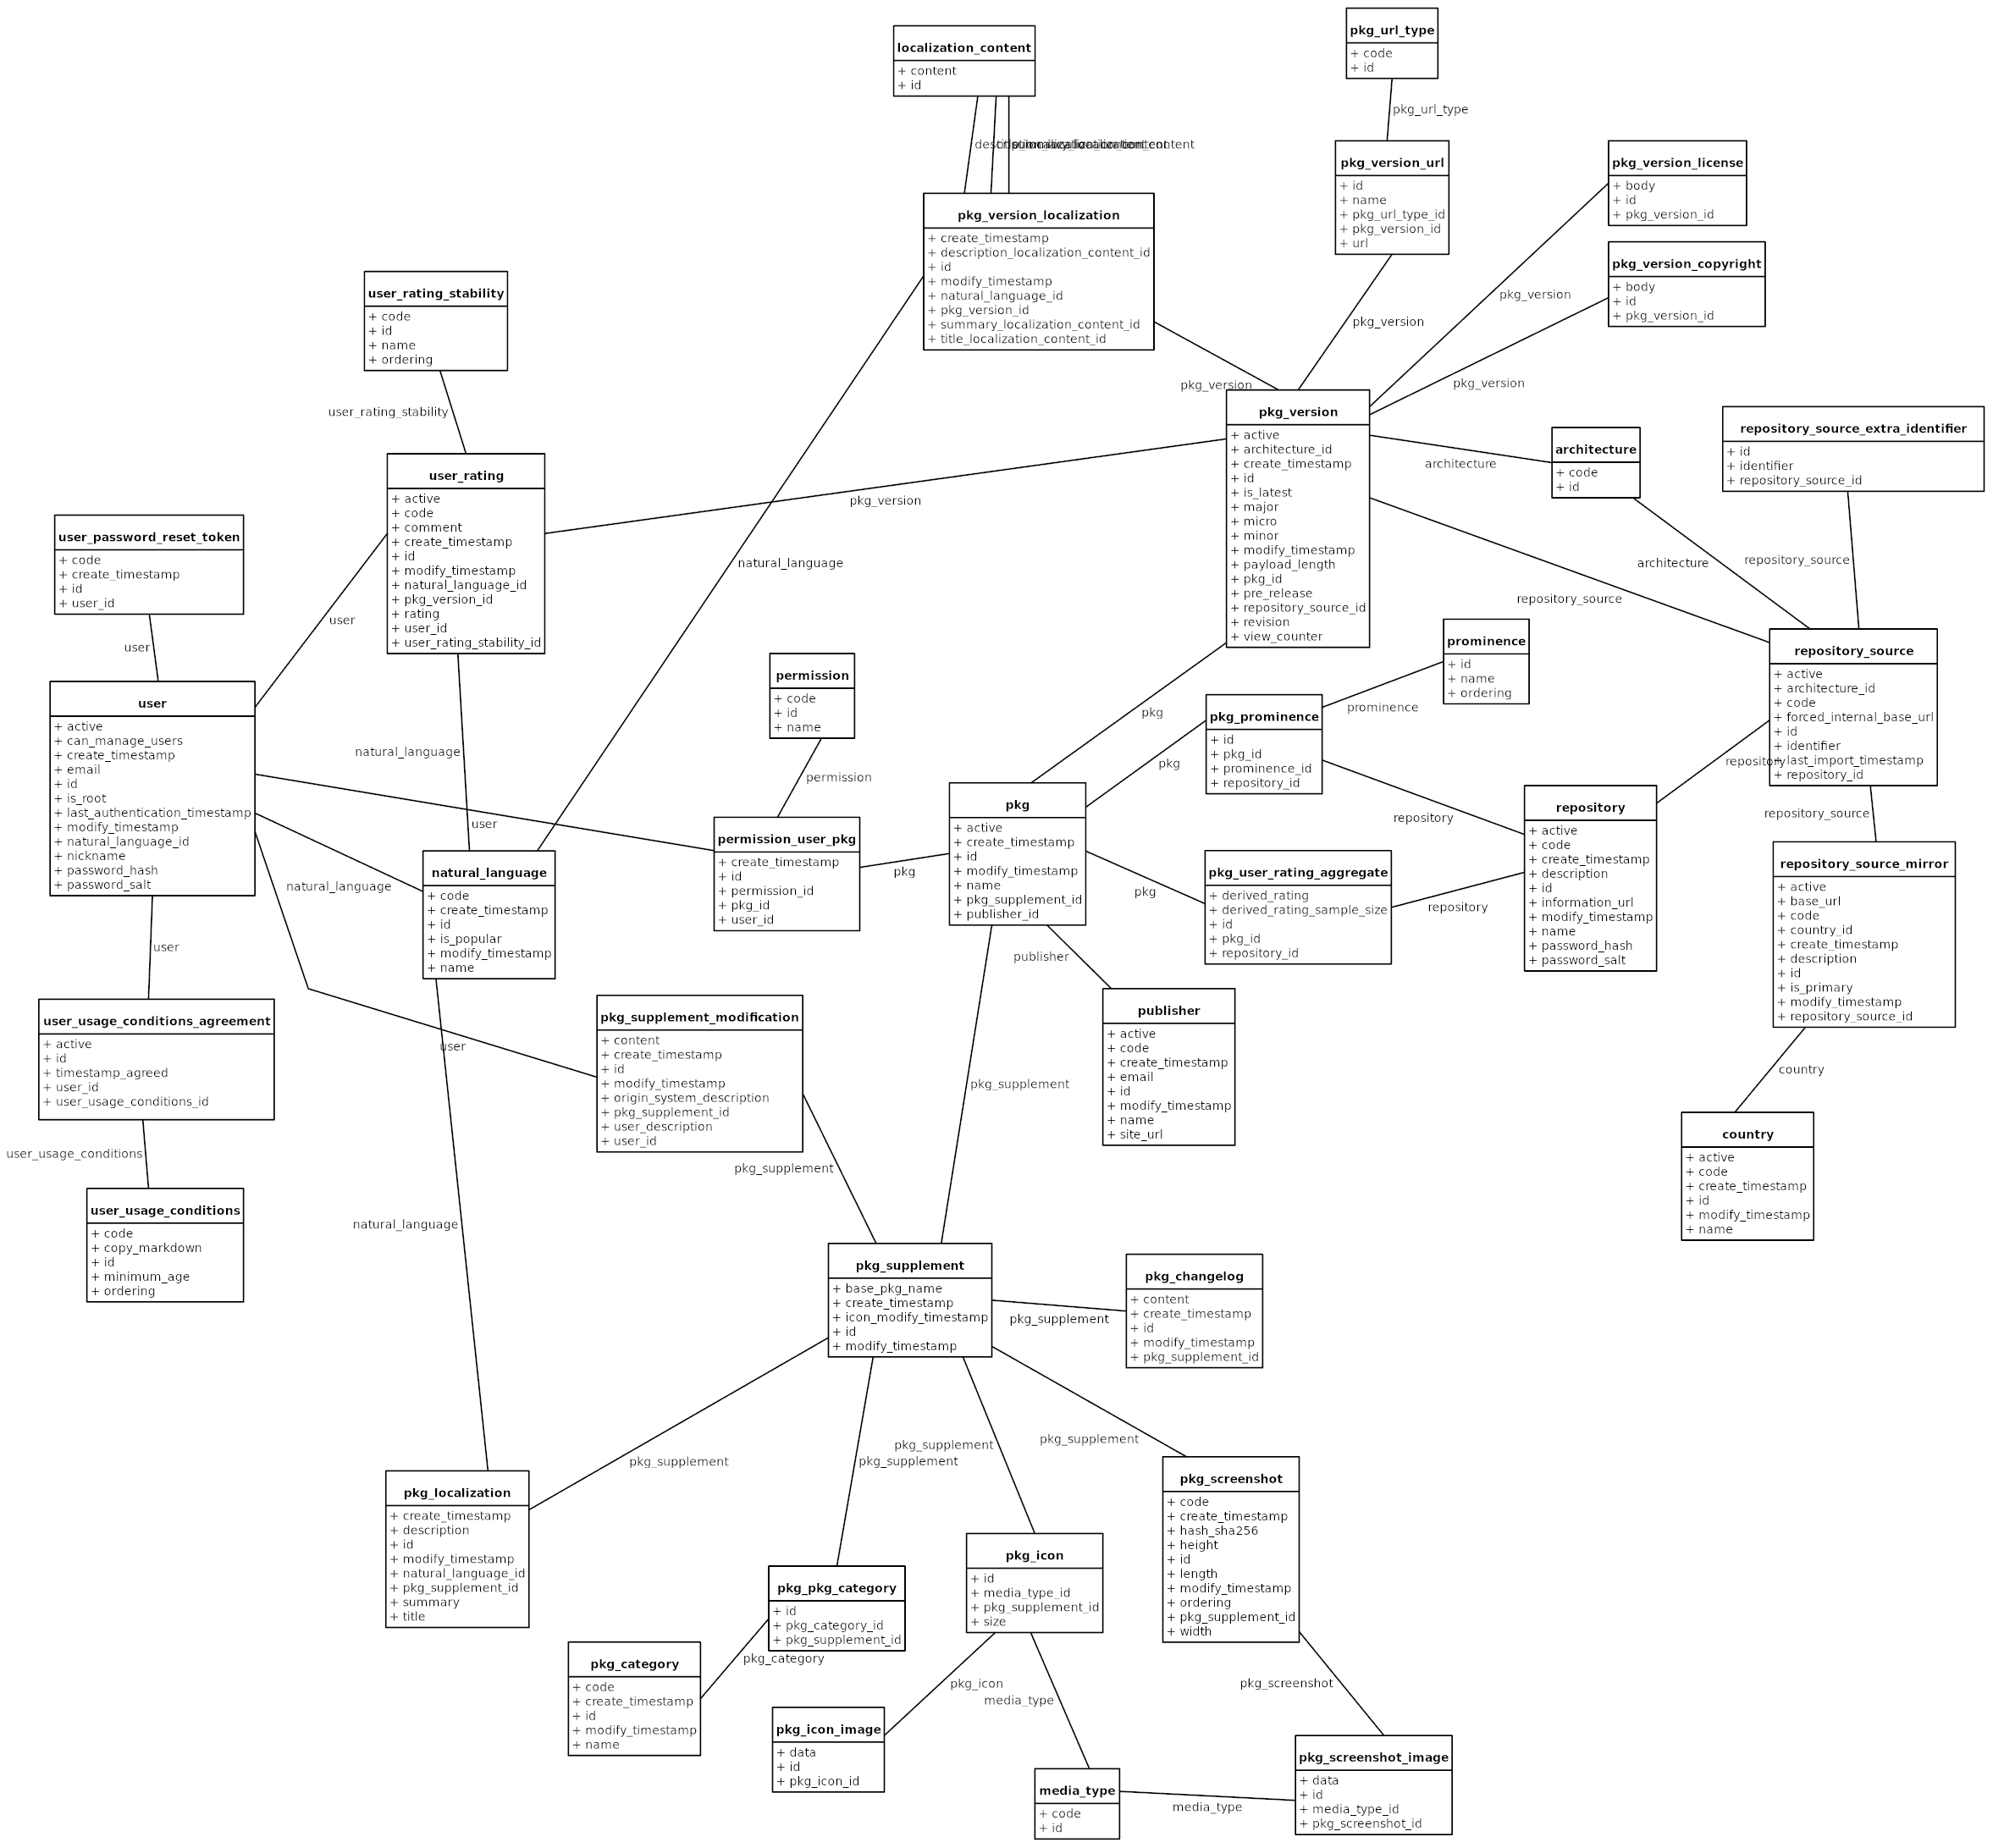 localization_content
+ content
+ id
pkg_url_type
+ code
+ id
pkg_url_type
pkg_version_url
+ id
+ name
+ pkg_url_type_id
+ pkg_version_id
+ url
pkg_version_license
+ body
+ id
+ pkg_version_id
pkg_version_localization
+ create_timestamp
+ description_localization_content_id
+ id
+ modify_timestamp
+ natural_language_id
+ pkg_version_id
+ summary_localization_content_id
+ title_localization_content_id
pkg_version_copyright
+ body
+ id
+ pkg_version_id
pkg_version
pkg_version
pkg_version
pkg_version
user_rating_stability
+ code
+ id
+ name
+ ordering
user_rating_stability
pkg_version
+ active
+ architecture_id
+ create_timestamp
+ id
+ is_latest
+ major
+ micro
+ minor
+ modify_timestamp
+ payload_length
+ pkg_id
+ pre_release
+ repository_source_id
+ revision
+ view_counter
architecture
architecture
+ code
+ id
repository_source_extra_identifier
+ id
+ identifier
+ repository_source_id
user_rating
+ active
+ code
+ comment
+ create_timestamp
+ id
+ modify_timestamp
+ natural_language_id
+ pkg_version_id
+ rating
+ user_id
+ user_rating_stability_id
pkg_version
natural_language
architecture
repository_source
repository_source
user_password_reset_token
+ code
+ create_timestamp
+ id
+ user_id
user
user
user
+ active
+ can_manage_users
+ create_timestamp
+ email
+ id
+ is_root
+ last_authentication_timestamp
+ modify_timestamp
+ natural_language_id
+ nickname
+ password_hash
+ password_salt
natural_language
permission
+ code
+ id
+ name
permission
pkg
pkg
prominence
+ id
+ name
+ ordering
prominence
pkg_prominence
+ id
+ pkg_id
+ prominence_id
+ repository_id
repository
repository_source
+ active
+ architecture_id
+ code
+ forced_internal_base_url
+ id
+ identifier
+ last_import_timestamp
+ repository_id
repository
repository_source
user
natural_language
natural_language
+ code
+ create_timestamp
+ id
+ is_popular
+ modify_timestamp
+ name
permission_user_pkg
+ create_timestamp
+ id
+ permission_id
+ pkg_id
+ user_id
pkg
pkg
+ active
+ create_timestamp
+ id
+ modify_timestamp
+ name
+ pkg_supplement_id
+ publisher_id
pkg
pkg_user_rating_aggregate
+ derived_rating
+ derived_rating_sample_size
+ id
+ pkg_id
+ repository_id
repository
repository
+ active
+ code
+ create_timestamp
+ description
+ id
+ information_url
+ modify_timestamp
+ name
+ password_hash
+ password_salt
repository_source_mirror
+ active
+ base_url
+ code
+ country_id
+ create_timestamp
+ description
+ id
+ is_primary
+ modify_timestamp
+ repository_source_id
user
user
user_usage_conditions_agreement
+ active
+ id
+ timestamp_agreed
+ user_id
+ user_usage_conditions_id
user_usage_conditions
pkg_supplement_modification
+ content
+ create_timestamp
+ id
+ modify_timestamp
+ origin_system_description
+ pkg_supplement_id
+ user_description
+ user_id
pkg_supplement
publisher
pkg_supplement
publisher
+ active
+ code
+ create_timestamp
+ email
+ id
+ modify_timestamp
+ name
+ site_url
country
country
+ active
+ code
+ create_timestamp
+ id
+ modify_timestamp
+ name
user_usage_conditions
+ code
+ copy_markdown
+ id
+ minimum_age
+ ordering
natural_language
pkg_supplement
+ base_pkg_name
+ create_timestamp
+ icon_modify_timestamp
+ id
+ modify_timestamp
pkg_supplement
pkg_changelog
+ content
+ create_timestamp
+ id
+ modify_timestamp
+ pkg_supplement_id
pkg_supplement
pkg_supplement
pkg_supplement
pkg_supplement
pkg_localization
+ create_timestamp
+ description
+ id
+ modify_timestamp
+ natural_language_id
+ pkg_supplement_id
+ summary
+ title
pkg_screenshot
+ code
+ create_timestamp
+ hash_sha256
+ height
+ id
+ length
+ modify_timestamp
+ ordering
+ pkg_supplement_id
+ width
pkg_icon
+ id
+ media_type_id
+ pkg_supplement_id
+ size
pkg_pkg_category
+ id
+ pkg_category_id
+ pkg_supplement_id
pkg_category
pkg_category
+ code
+ create_timestamp
+ id
+ modify_timestamp
+ name
pkg_icon
media_type
pkg_screenshot
pkg_icon_image
+ data
+ id
+ pkg_icon_id
media_type
+ code
+ id
media_type
pkg_screenshot_image
+ data
+ id
+ media_type_id
+ pkg_screenshot_id